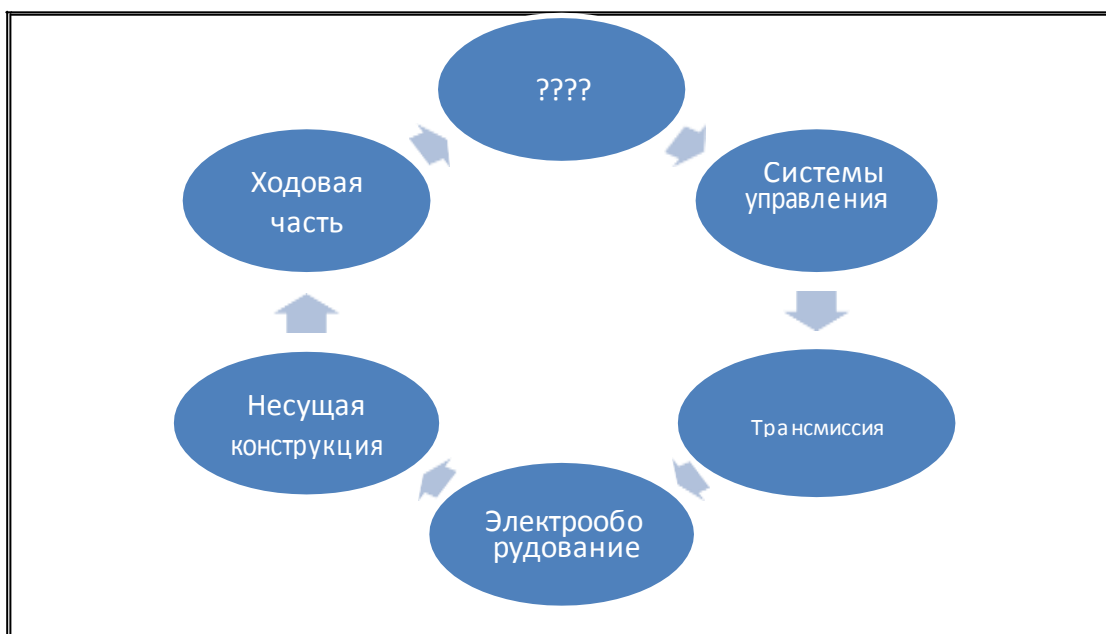 ????
Системы
управления
Трансмиссия
Электрообо
рудование
Несущая
конструкция
Ходовая
часть